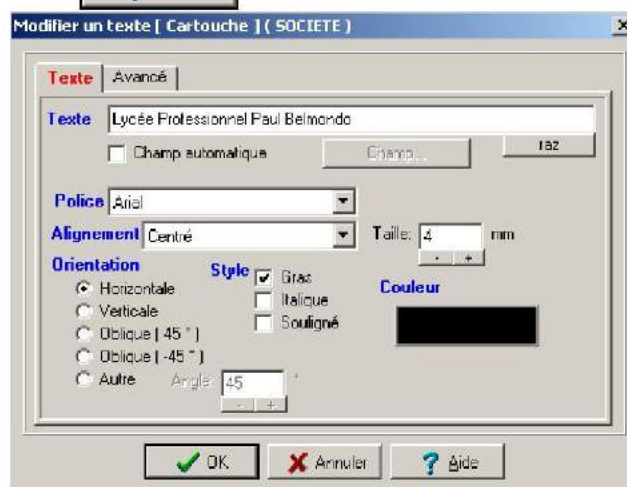 Modifier un texte [ Cartouche ] ( SOCIETE )
Texte Avancé
Texte Lycée Professionnel Paul Belmondo
Champ automatique Champ... raz
Police Arial
Alignement Centré Taille: 4 mm
- +
Orientation Style Gras Couleur
Horizontale Italique
Verticale Souligné
Oblique ( 45 ° )
Oblique ( -45 ° )
Autre Angle: 45 °
- +
OK Annuler ? Aide